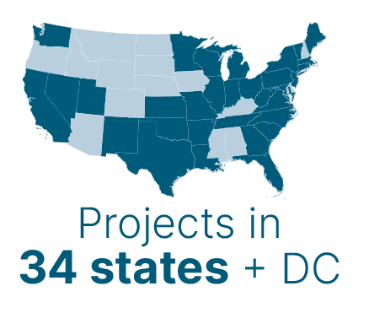 Projects in
34 states + DC